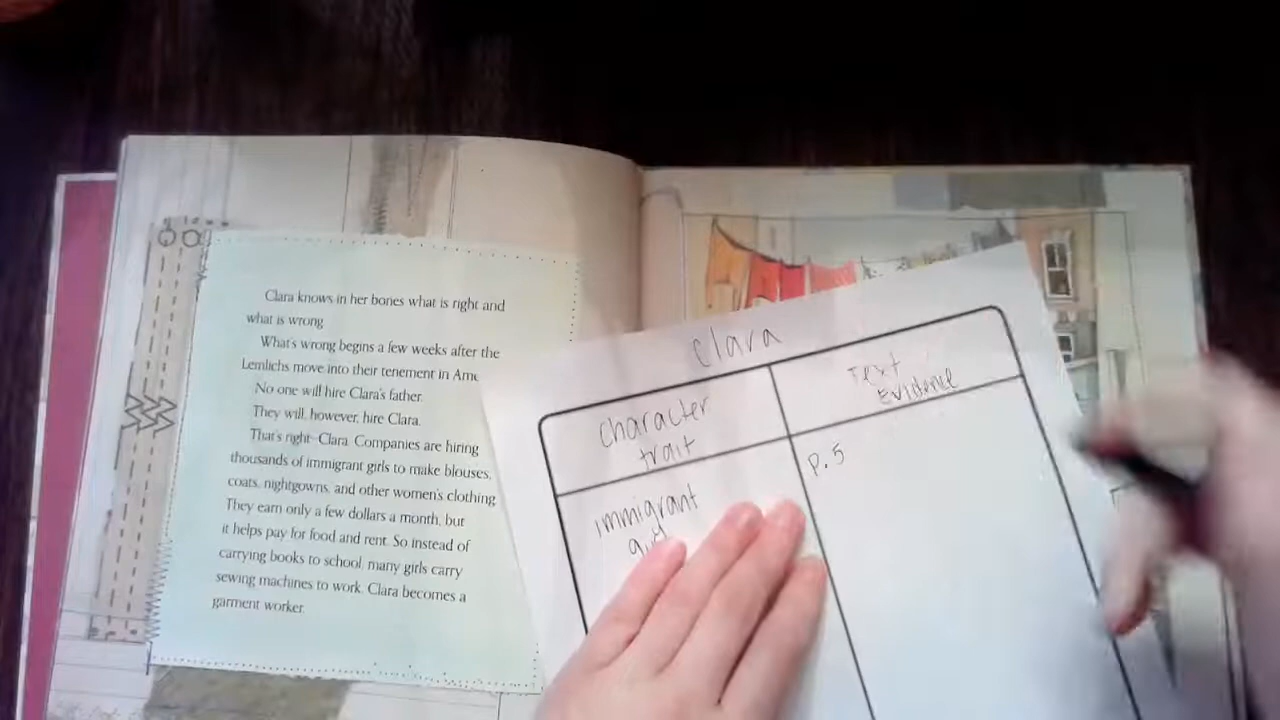 Clara knows in her bones what is right and
what is wrong
What's wrong begins a few weeks after the
Lemlichs move into their tenement in Ame
No one will hire Clara's father.
They will, however, hire Clara.
That's right–Clara. Companies are hiring
thousands of immigrant girls to make blouses,
coats, nightgowns, and other women's clothing.
They earn only a few dollars a month, but
it helps pay for food and rent. So instead of
carrying books to school, many girls carry
sewing machines to work. Clara becomes a
garment worker.
Clara
character
trait
Text
Evidence
immigrant
p. 5